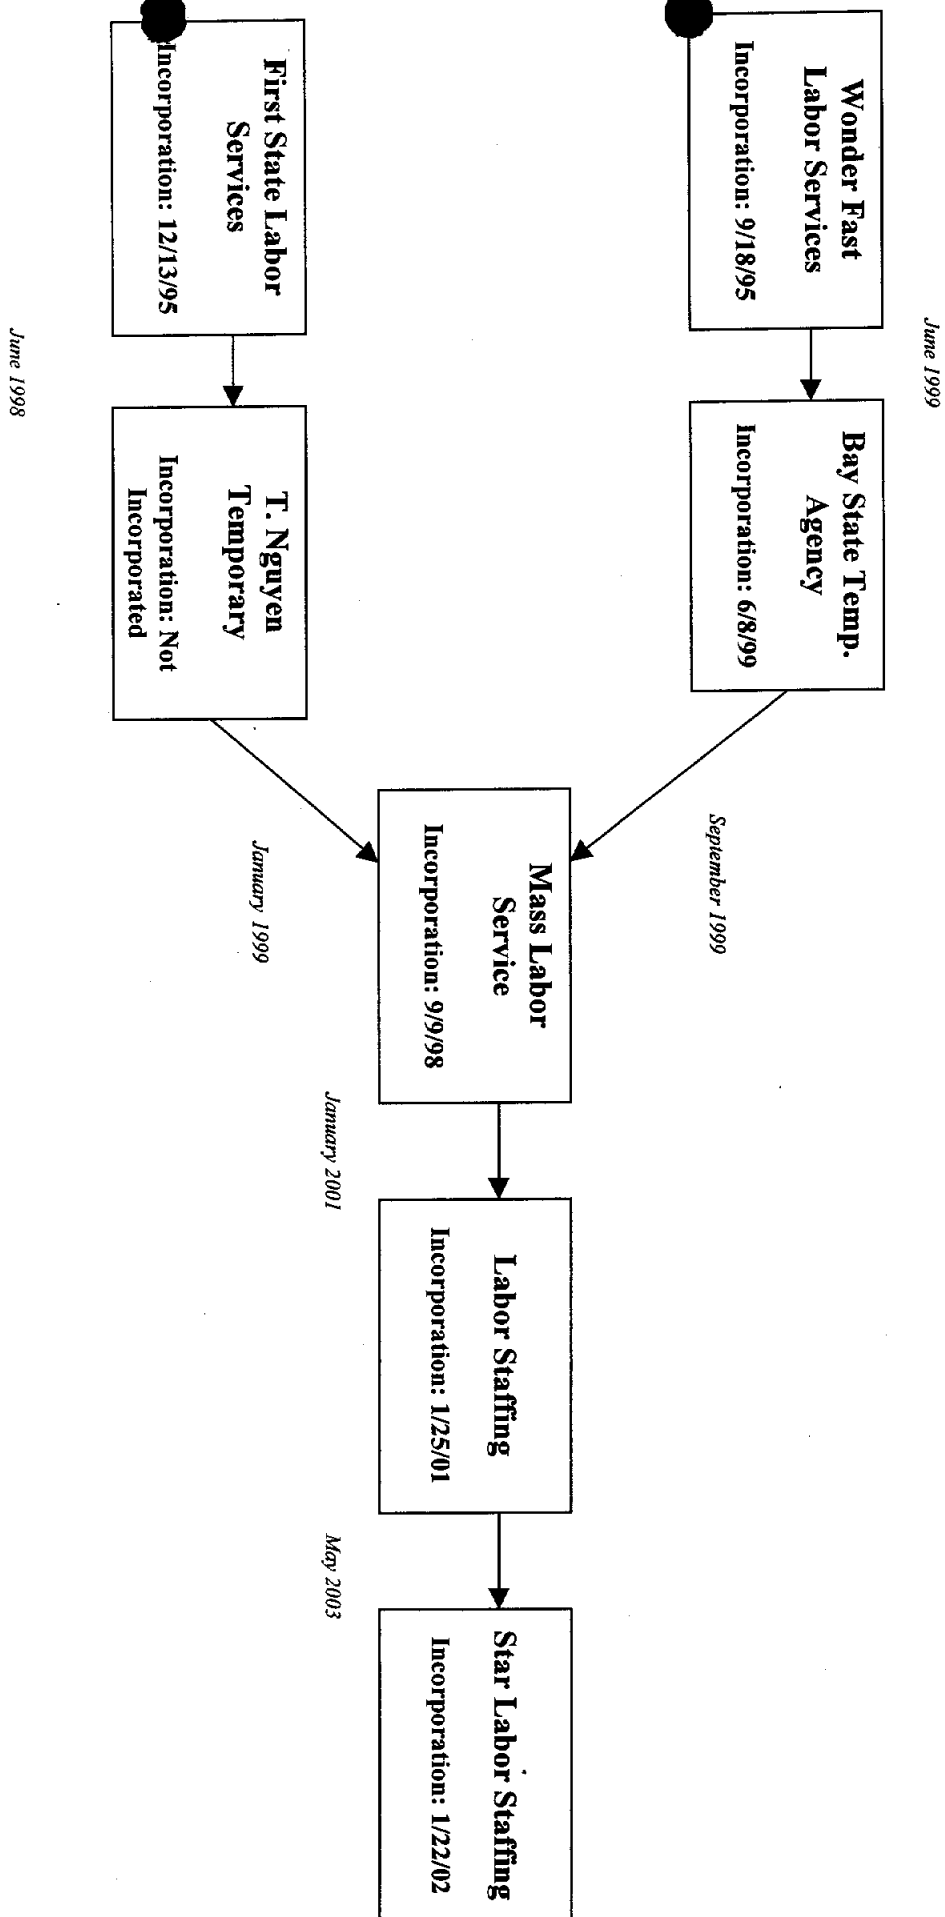 June 1999
Wonder Fast
Labor Services
Incorporation: 9/18/95
Bay State Temp.
Agency
Incorporation: 6/8/99
September 1999
Mass Labor
Service
Incorporation: 9/9/98
January 2001
Labor Staffing
Incorporation: 1/25/01
May 2003
Star Labor Staffing
Incorporation: 1/22/02
First State Labor
Services
Incorporation: 12/13/95
T. Nguyen
Temporary
Incorporation: Not
Incorporated
January 1999
June 1998